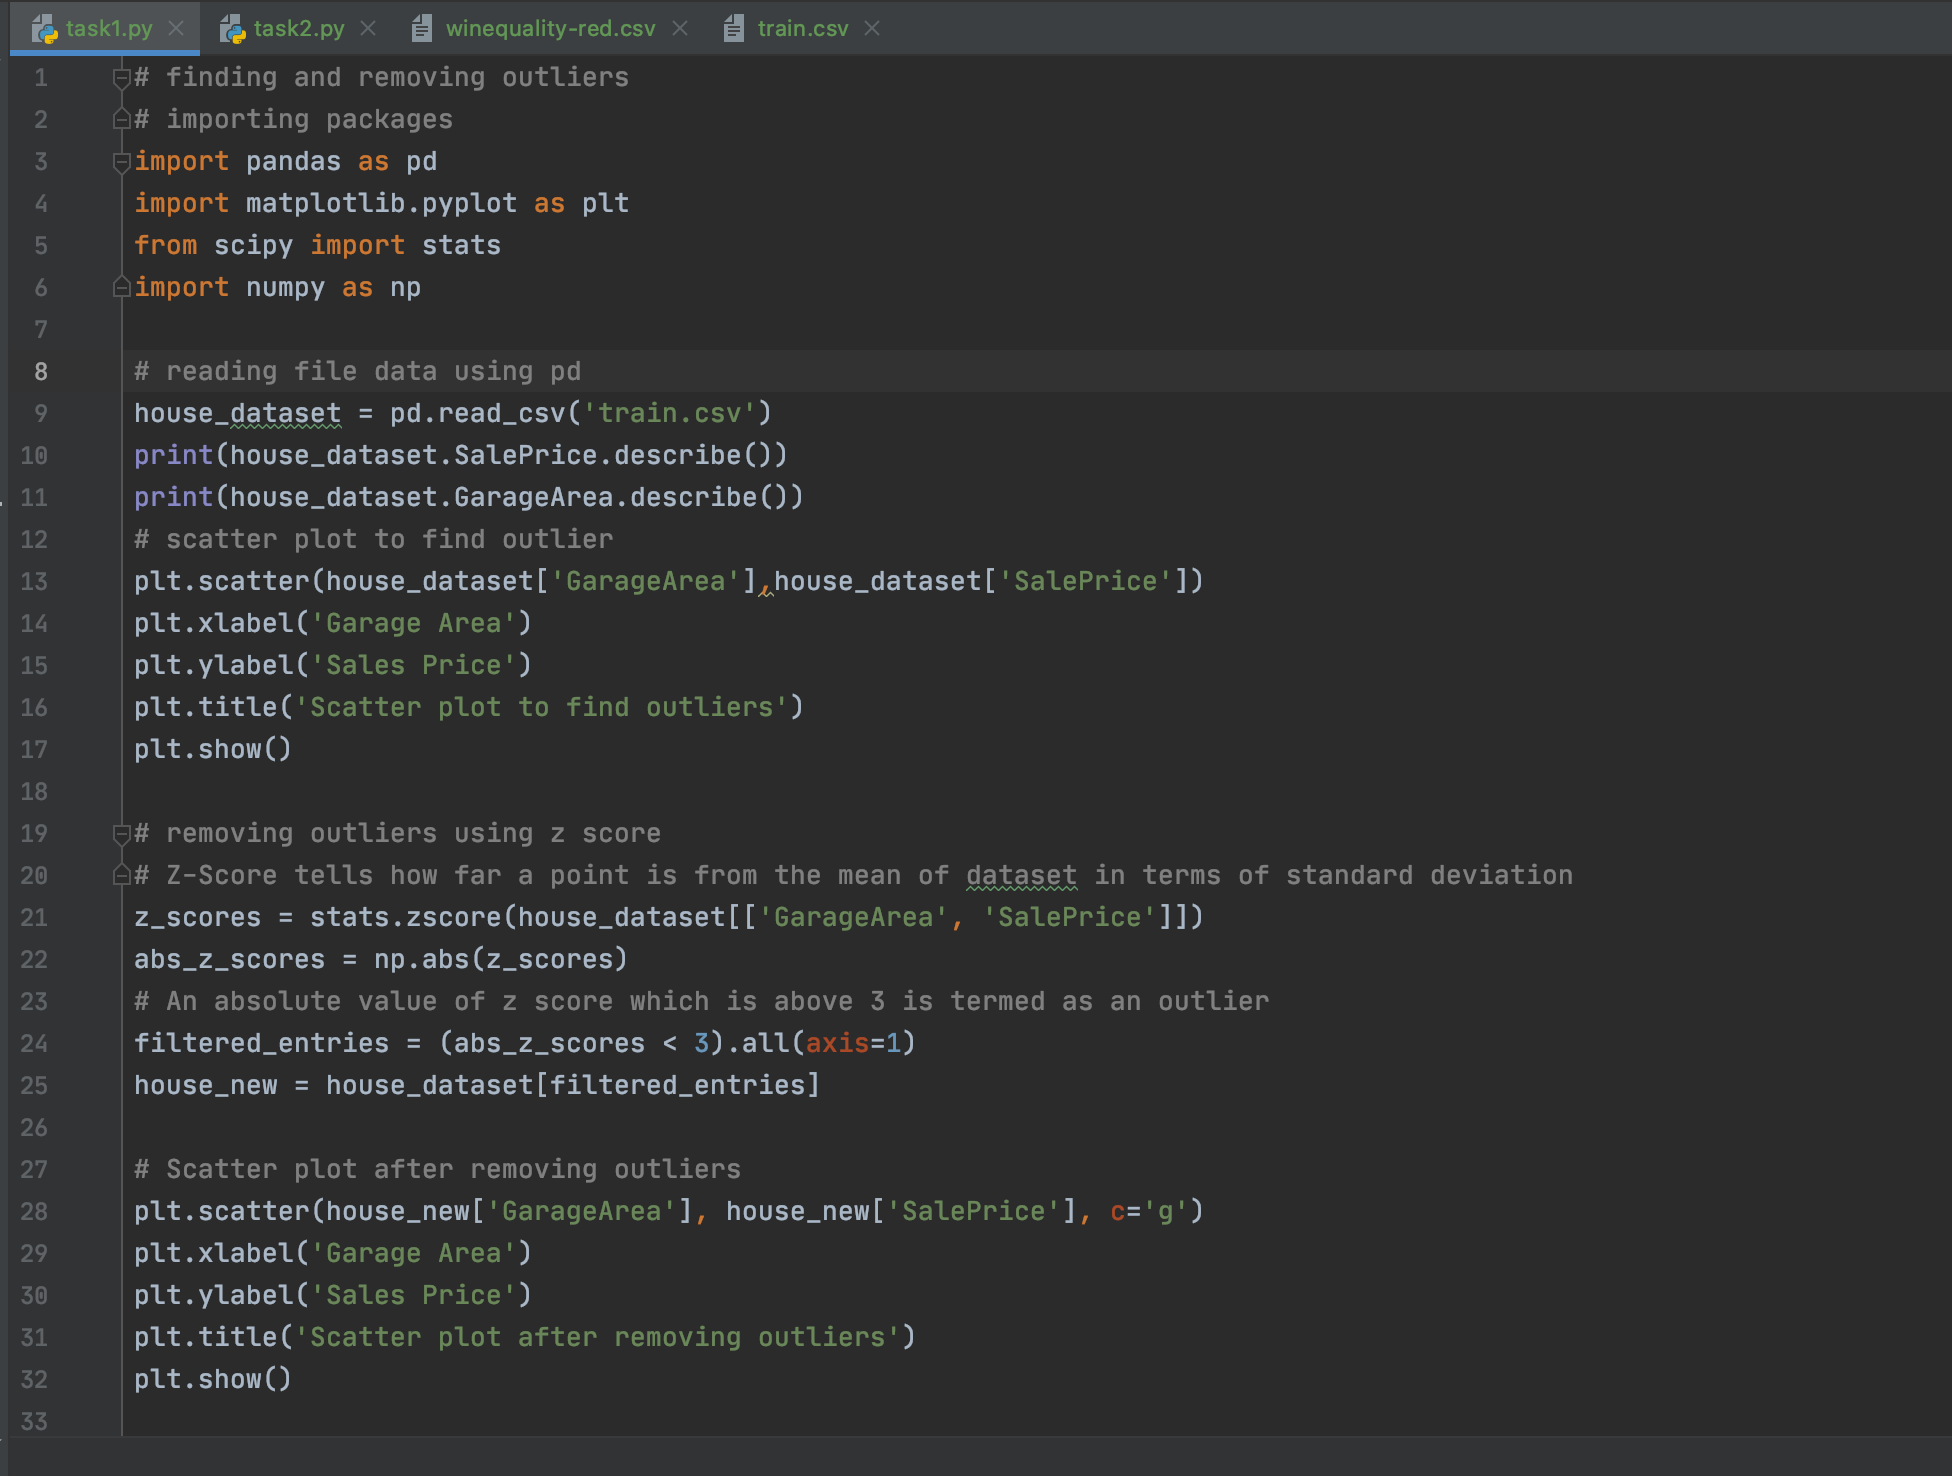 task1.py task2.py winequality-red.csv train.csv
1 # finding and removing outliers
2 # importing packages
3 import pandas as pd
4 import matplotlib.pyplot as plt
5 from scipy import stats
6 import numpy as np
7
8 # reading file data using pd
9 house_dataset = pd.read_csv('train.csv')
10 print(house_dataset.SalePrice.describe())
11 print(house_dataset.GarageArea.describe())
12 # scatter plot to find outlier
13 plt.scatter(house_dataset['GarageArea'],house_dataset['SalePrice'])
14 plt.xlabel('Garage Area')
15 plt.ylabel('Sales Price')
16 plt.title('Scatter plot to find outliers')
17 plt.show()
18
19 # removing outliers using z score
20 # Z-Score tells how far a point is from the mean of dataset in terms of standard deviation
21 z_scores = stats.zscore(house_dataset[['GarageArea', 'SalePrice']])
22 abs_z_scores = np.abs(z_scores)
23 # An absolute value of z score which is above 3 is termed as an outlier
24 filtered_entries = (abs_z_scores < 3).all(axis=1)
25 house_new = house_dataset[filtered_entries]
26
27 # Scatter plot after removing outliers
28 plt.scatter(house_new['GarageArea'], house_new['SalePrice'], c='g')
29 plt.xlabel('Garage Area')
30 plt.ylabel('Sales Price')
31 plt.title('Scatter plot after removing outliers')
32 plt.show()
33